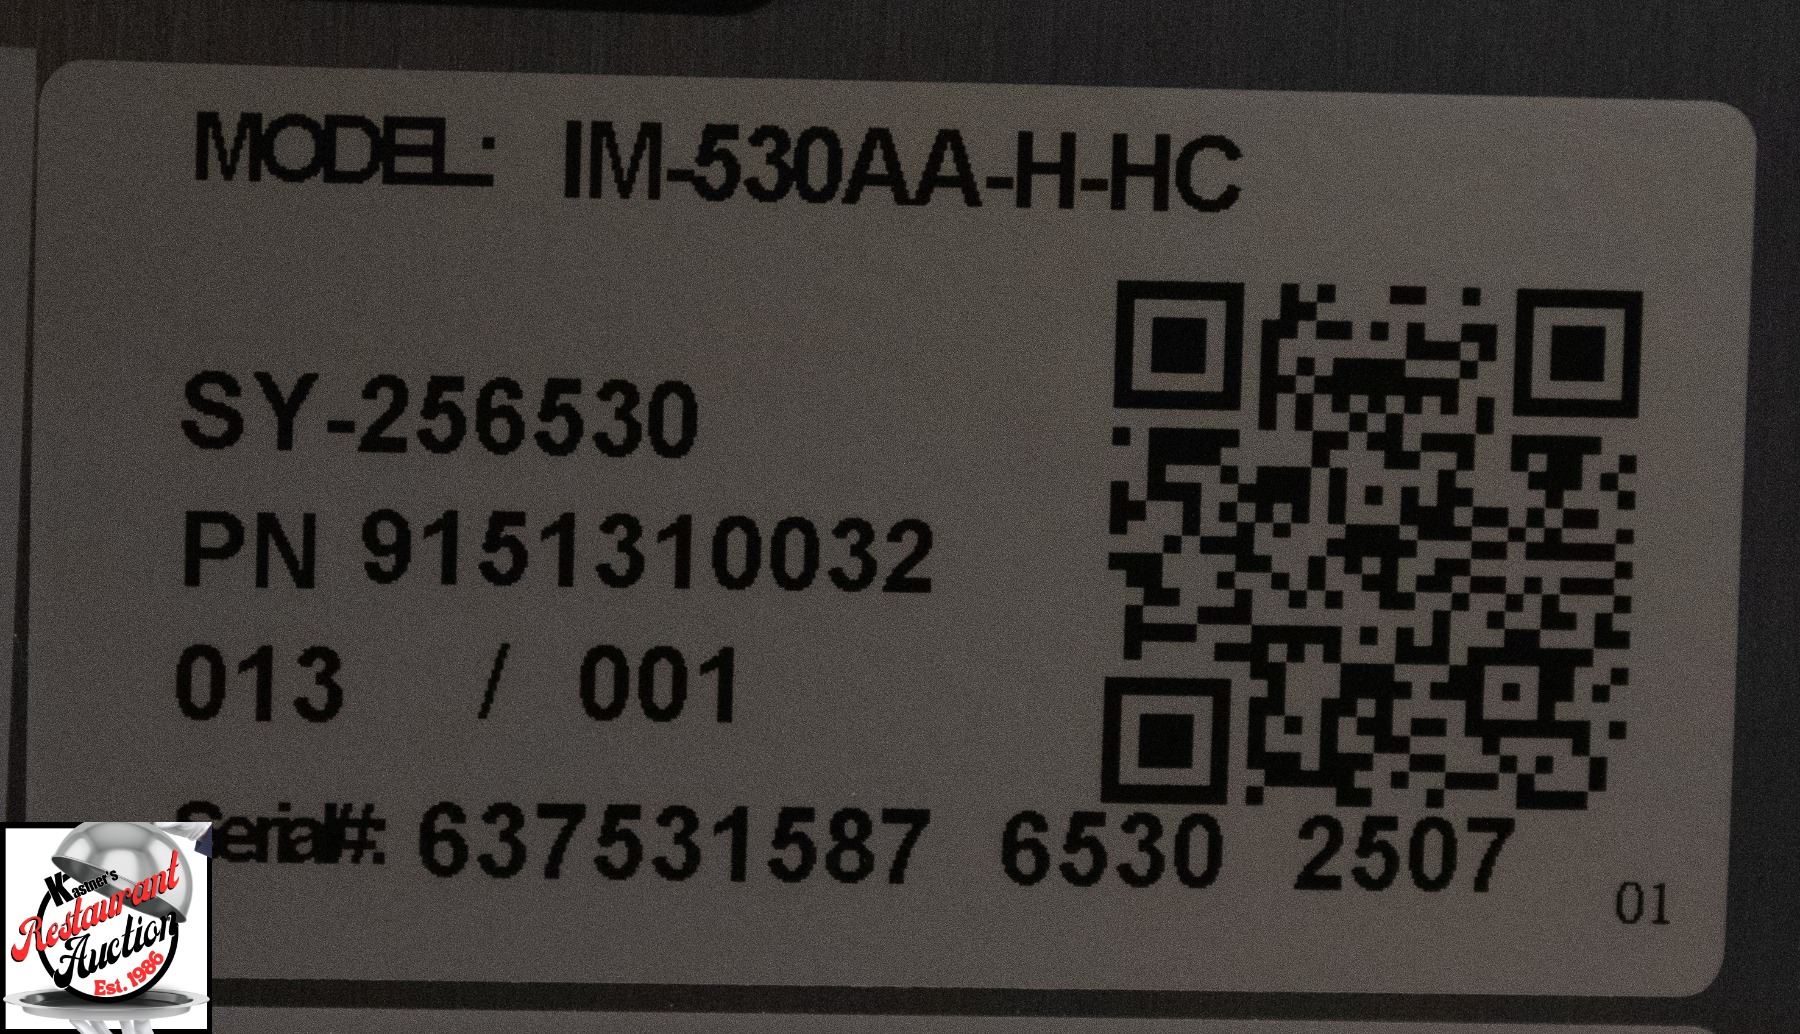 MODEL: IM-530AA-H-HC
SY-256530
PN 9151310032
013 / 001
Serial#: 637531587 6530 2507
01
Kastner's
Restaurant
Auction
Est. 1986